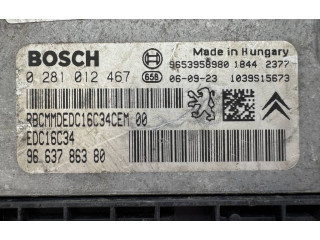 BOSCH
Made in Hungary
9653958980 1844 2377
0 281 012 467
658
06-09-23 1039S15673
RBCMMDEDC16C34CEM 00
EDC16C34
96 637 863 80